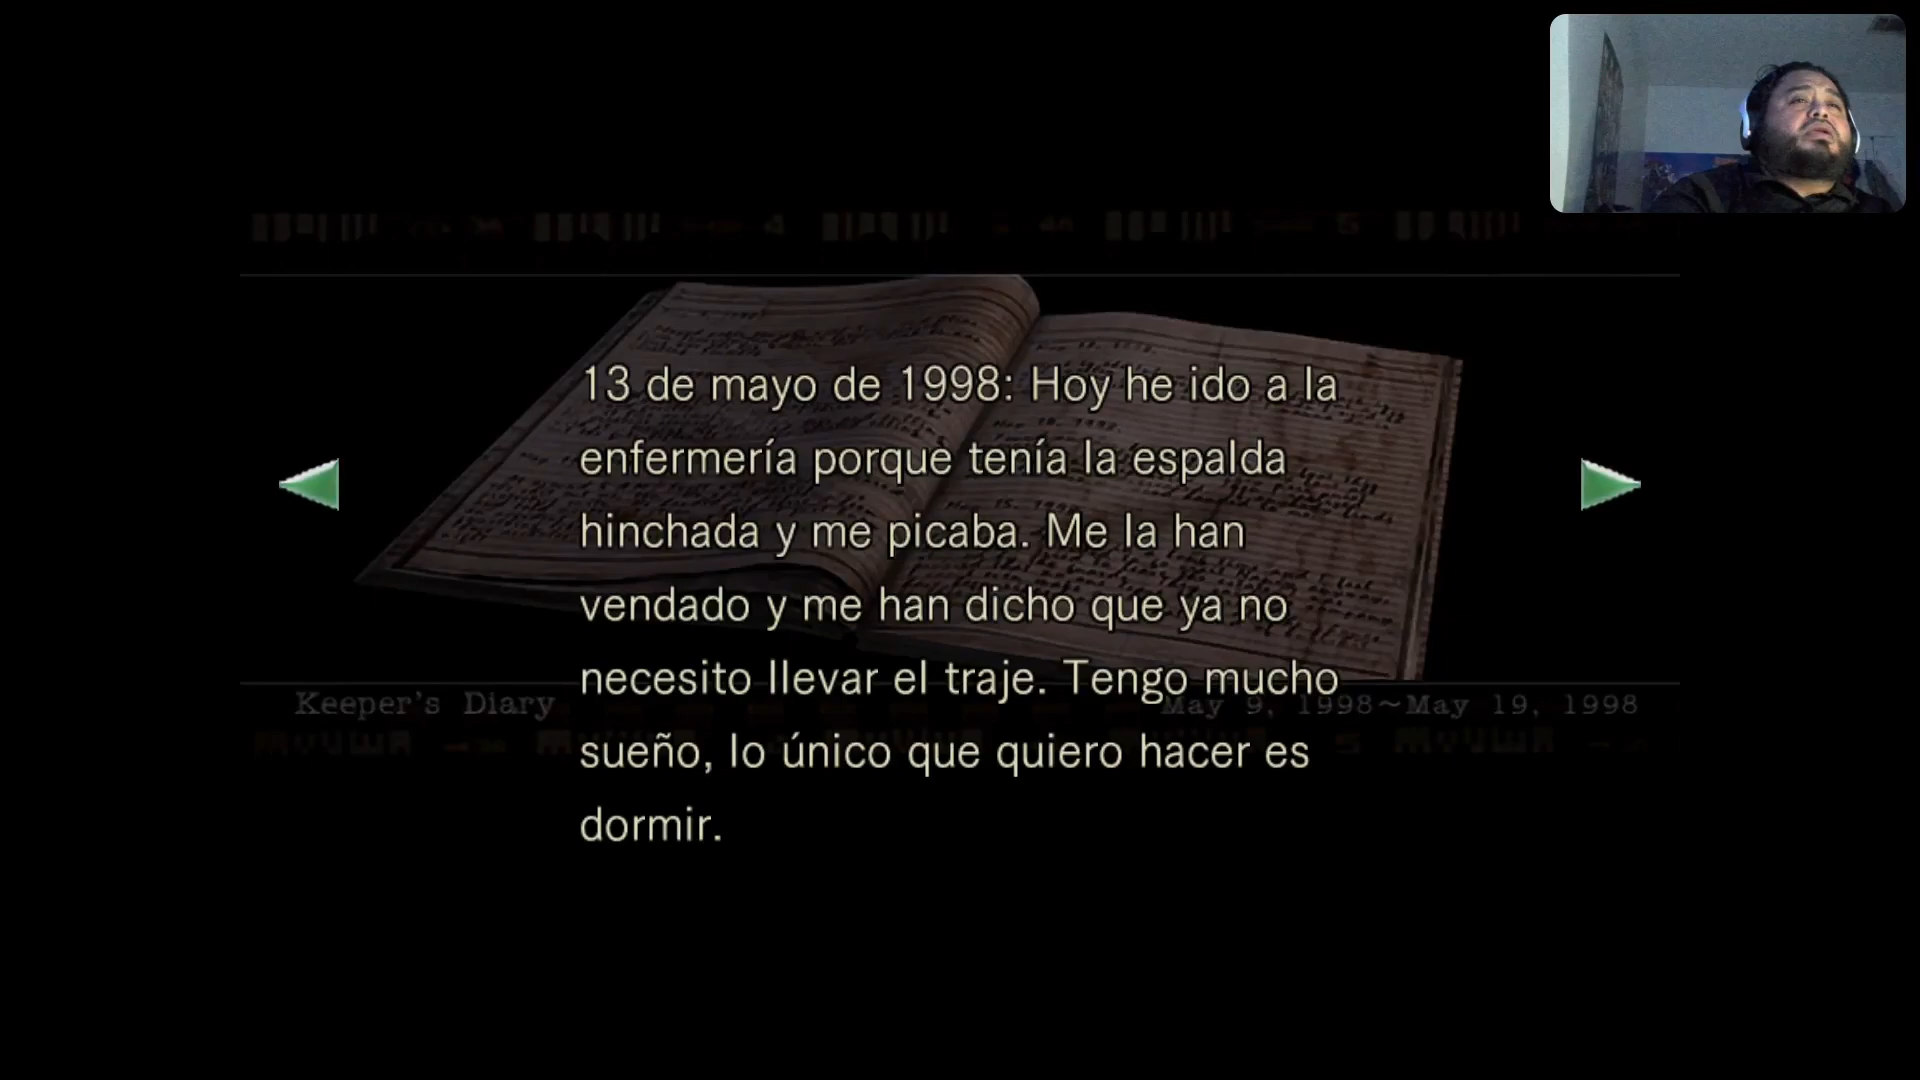 13 de mayo de 1998: Hoy he ido a la
enfermería porque tenía la espalda
hinchada y me picaba. Me la han
vendado y me han dicho que ya no
necesito llevar el traje. Tengo mucho
sueño, lo único que quiero hacer es
dormir.
Keeper's Diary
May 9, 1998~May 19, 1998